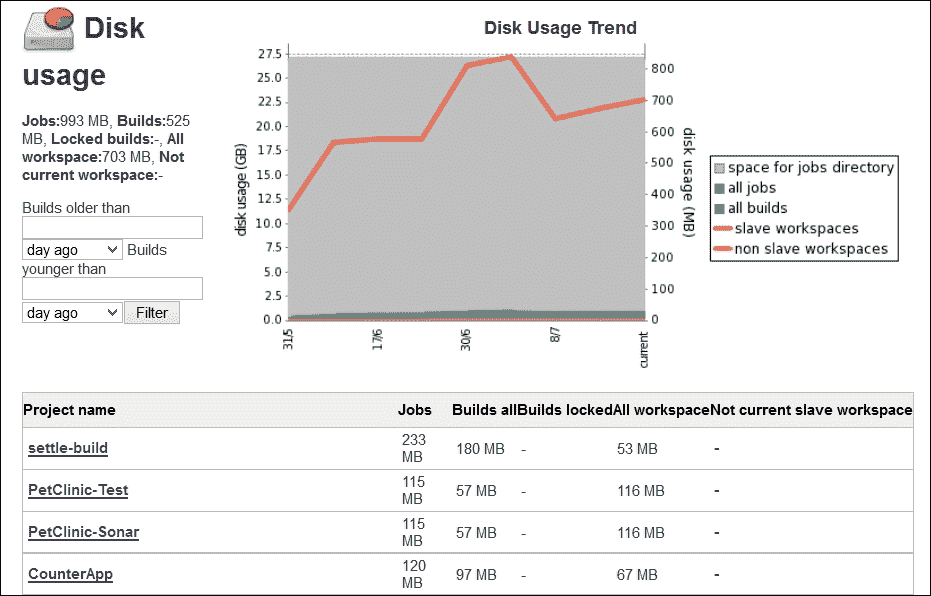 Disk
usage
Jobs:993 MB, Builds:525
MB, Locked builds:-, All
workspace:703 MB, Not
current workspace:-
Builds older than
day ago Builds
younger than
day ago Filter
Disk Usage Trend
disk usage (GB)
27.5
25.0
22.5
20.0
17.5
15.0
12.5
10.0
7.5
5.0
2.5
0.0
31/5
17/6
30/6
8/7
current
800
700
600
500
400
300
200
100
0
disk usage (MB)
space for jobs directory
all jobs
all builds
slave workspaces
non slave workspaces
Project name Jobs Builds allBuilds lockedAll workspaceNot current slave workspace
settle-build 233 MB 180 MB - 53 MB -
PetClinic-Test 115 MB 57 MB - 116 MB -
PetClinic-Sonar 115 MB 57 MB - 116 MB -
CounterApp 120 MB 97 MB - 67 MB -